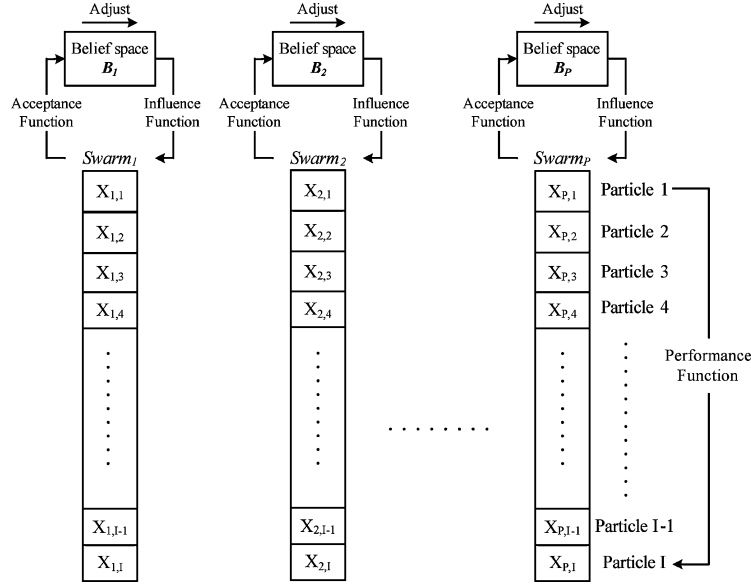 Adjust
Adjust
Adjust
Belief space
B1
Belief space
B2
Belief space
BP
Acceptance
Function
Influence
Function
Acceptance
Function
Influence
Function
Acceptance
Function
Influence
Function
Swarm1
Swarm2
SwarmP
X1,1
X2,1
XP,1
Particle 1
X1,2
X2,2
XP,2
Particle 2
X1,3
X2,3
XP,3
Particle 3
X1,4
X2,4
XP,4
Particle 4
Performance
Function
X1,I-1
X2,I-1
XP,I-1
Particle I-1
X1,I
X2,I
XP,I
Particle I